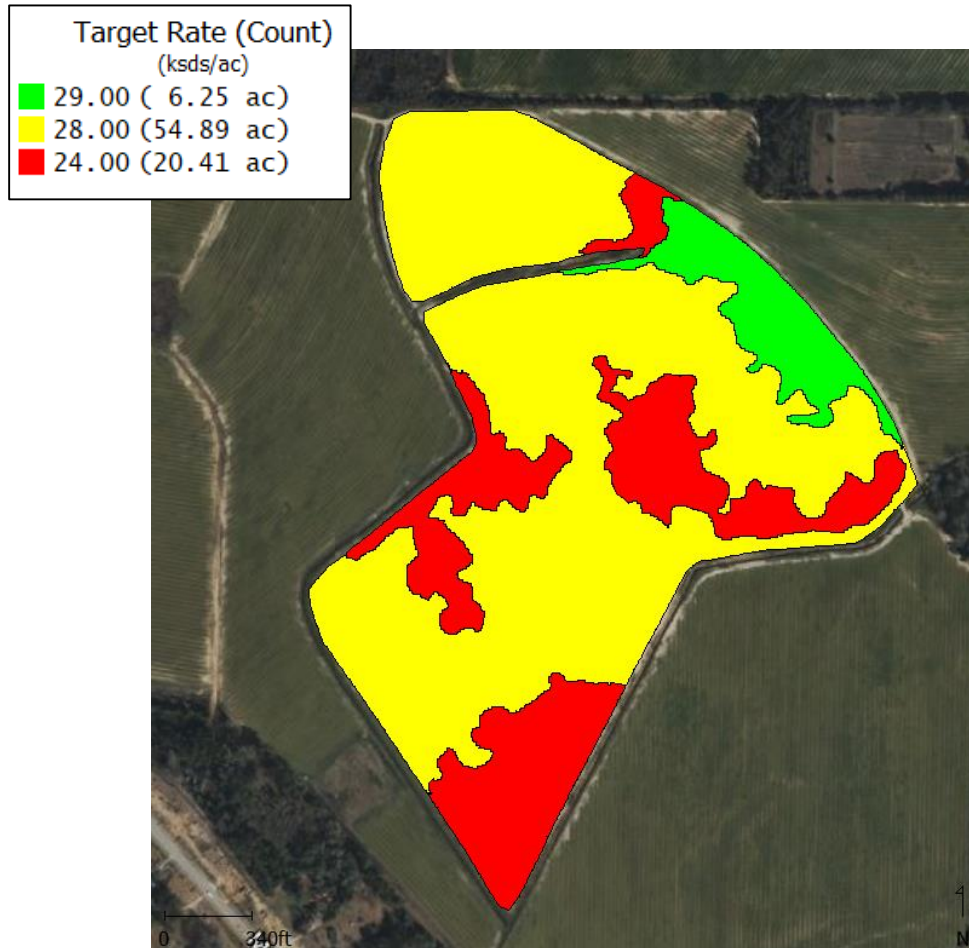 Target Rate (Count)
(ksds/ac)
29.00 ( 6.25 ac)
28.00 (54.89 ac)
24.00 (20.41 ac)
0 340ft
N